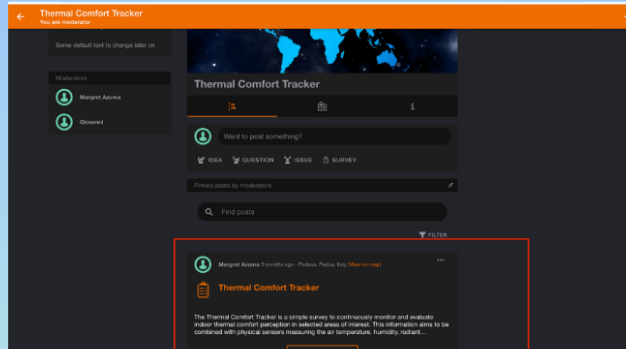 Thermal Comfort Tracker
You are moderator
Some default text to change later on
Moderators
Margret Azuma
Giovanni
Thermal Comfort Tracker
Want to post something?
IDEA QUESTION ISSUE SURVEY
Pinned posts by moderators
Find posts
FILTER
Margret Azuma 5 months ago - Padova, Padua, Italy (View on map)
Thermal Comfort Tracker
The Thermal Comfort Tracker is a simple survey to continuously monitor and evaluate
indoor thermal comfort perception in selected areas of interest. This information aims to be
combined with physical sensors measuring the air temperature, humidity, radiant...